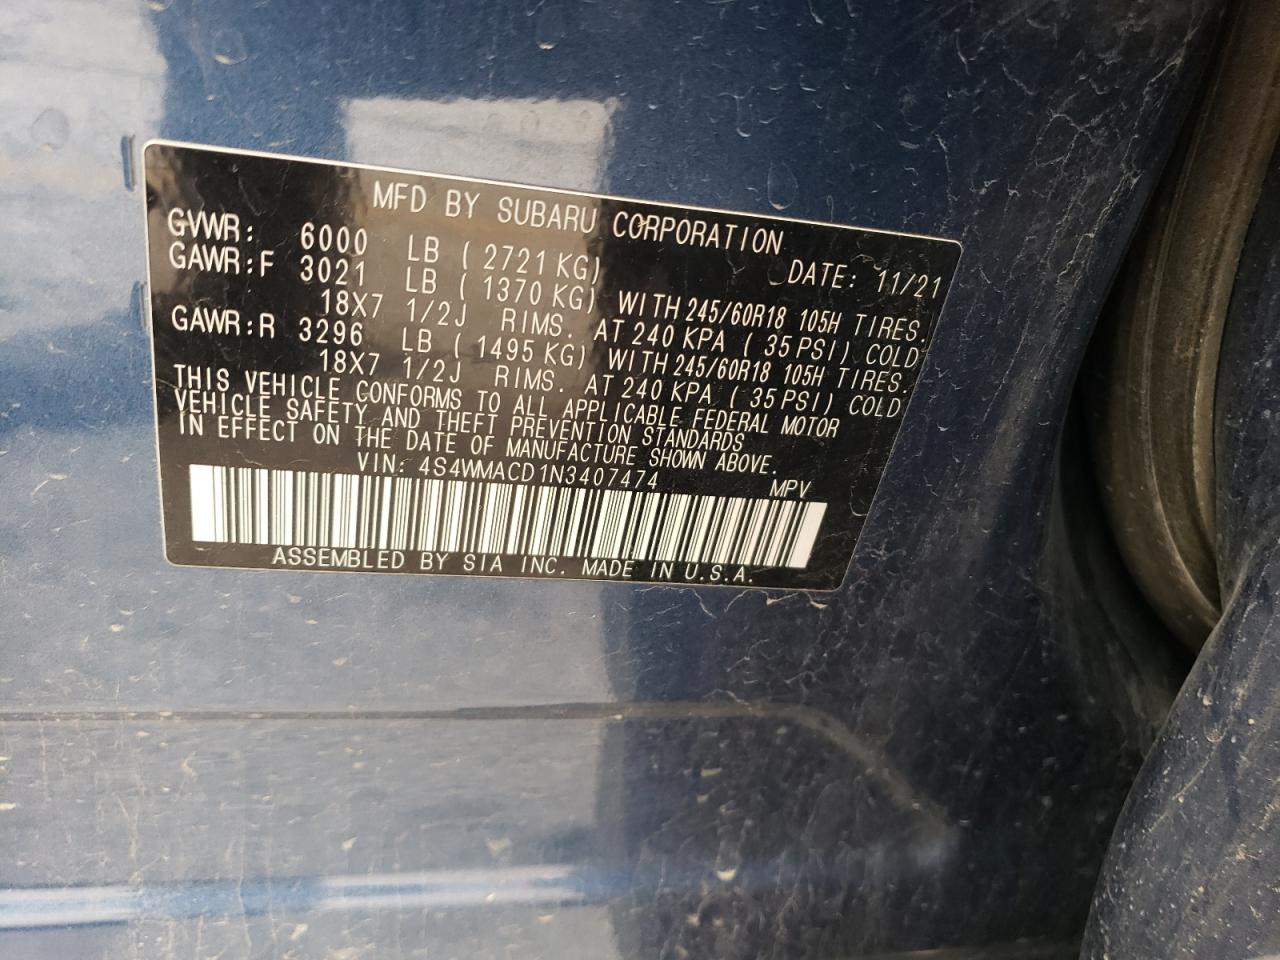 MFD BY SUBARU CORPORATION
DATE: 11/21
GVWR: 6000 LB ( 2721 KG)
GAWR:F 3021 LB ( 1370 KG) WITH 245/60R18 105H TIRES.
18X7 1/2J RIMS. AT 240 KPA ( 35 PSI) COLD
GAWR:R 3296 LB ( 1495 KG) WITH 245/60R18 105H TIRES.
18X7 1/2J RIMS. AT 240 KPA ( 35 PSI) COLD
THIS VEHICLE CONFORMS TO ALL APPLICABLE FEDERAL MOTOR
VEHICLE SAFETY AND THEFT PREVENTION STANDARDS
IN EFFECT ON THE DATE OF MANUFACTURE SHOWN ABOVE.
VIN: 4S4WMACD1N3407474 MPV
ASSEMBLED BY SIA INC. MADE IN U.S.A.